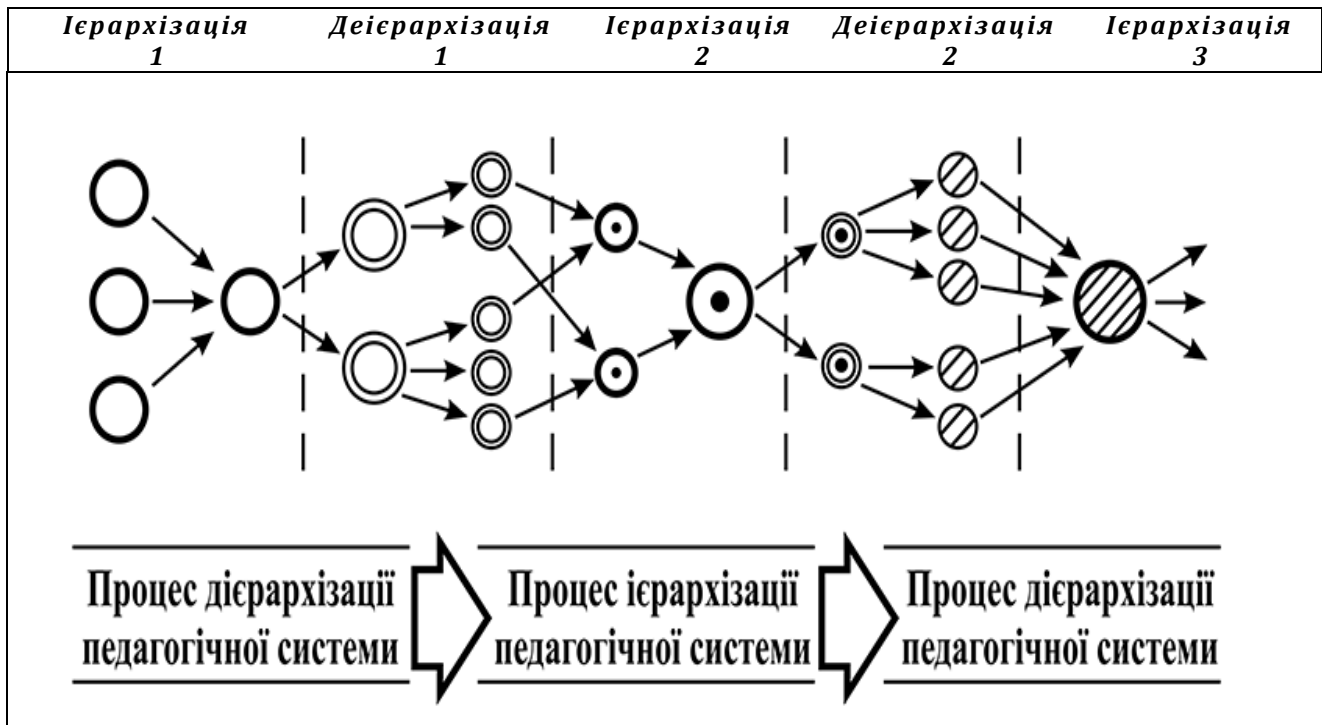 Ієрархізація Деієрархізація Ієрархізація Деієрархізація Ієрархізація
1 1 2 2 3
Процес дієрархізації
педагогічної системи
Процес ієрархізації
педагогічної системи
Процес дієрархізації
педагогічної системи